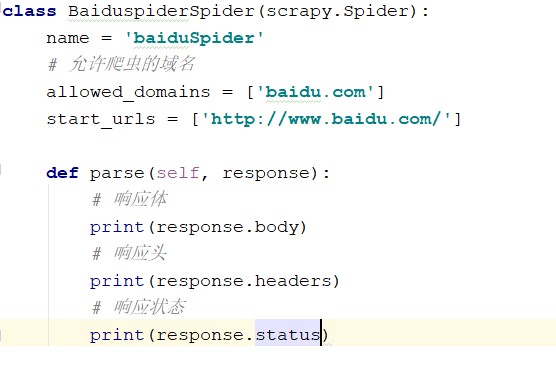 class BaiduspiderSpider(scrapy.Spider):
name = 'baiduSpider'
# 允许爬虫的域名
allowed_domains = ['baidu.com']
start_urls = ['http://www.baidu.com/']
def parse(self, response):
# 响应体
print(response.body)
# 响应头
print(response.headers)
# 响应状态
print(response.status)